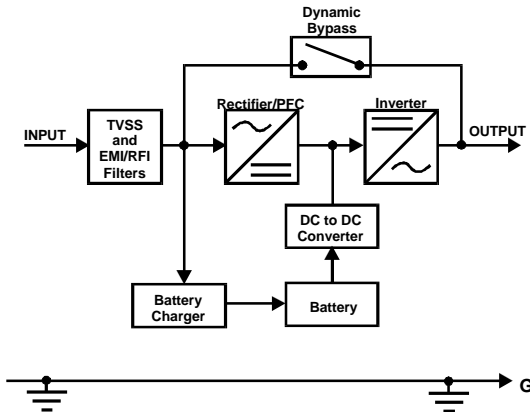 Dynamic
Bypass
Rectifier/PFC
Inverter
INPUT
TVSS
and
EMI/RFI
Filters
OUTPUT
DC to DC
Converter
Battery
Charger
Battery
G